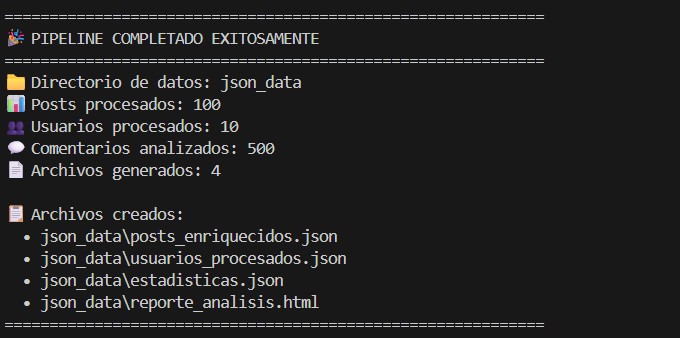 ============================================================
🎉 PIPELINE COMPLETADO EXITOSAMENTE
============================================================
📁 Directorio de datos: json_data
📊 Posts procesados: 100
👥 Usuarios procesados: 10
💬 Comentarios analizados: 500
📄 Archivos generados: 4

📋 Archivos creados:
  • json_data\posts_enriquecidos.json
  • json_data\usuarios_procesados.json
  • json_data\estadisticas.json
  • json_data\reporte_analisis.html
============================================================